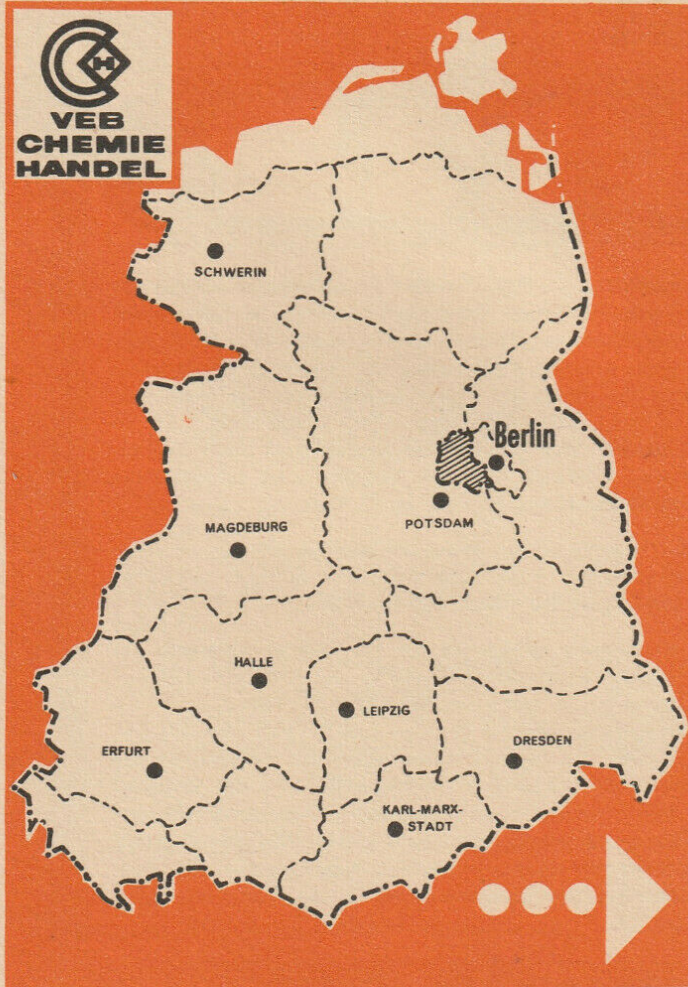 VEB
CHEMIE
HANDEL
SCHWERIN
Berlin
POTSDAM
MAGDEBURG
HALLE
LEIPZIG
ERFURT
DRESDEN
KARL-MARX-
STADT